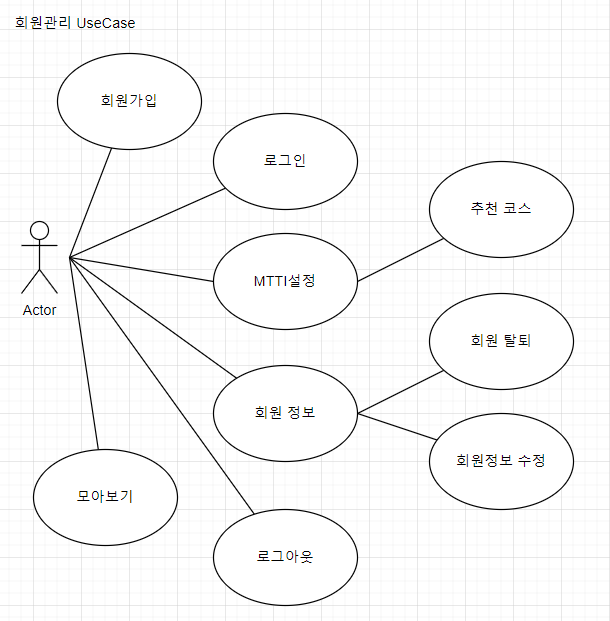 회원관리 UseCase
회원가입
로그인
추천 코스
MTTI설정
Actor
회원 탈퇴
회원 정보
회원정보 수정
모아보기
로그아웃